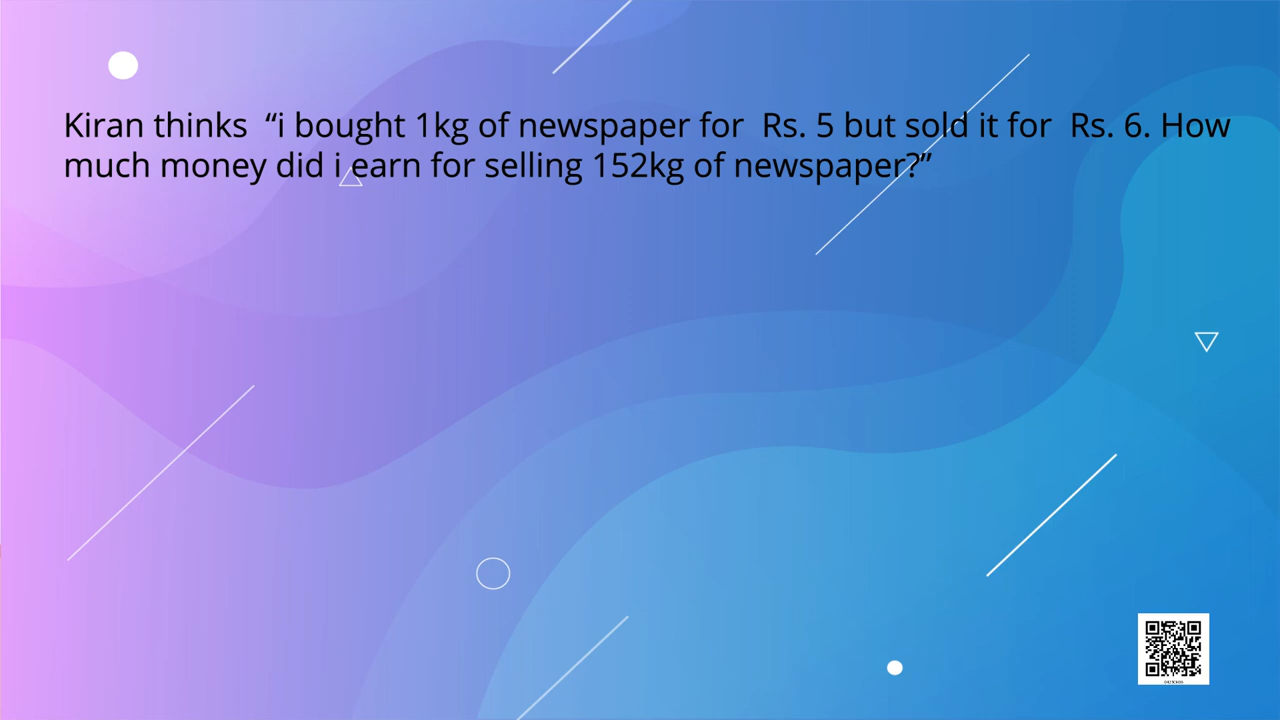 Kiran thinks  “i bought 1kg of newspaper for  Rs. 5 but sold it for  Rs. 6. How
much money did i earn for selling 152kg of newspaper?”